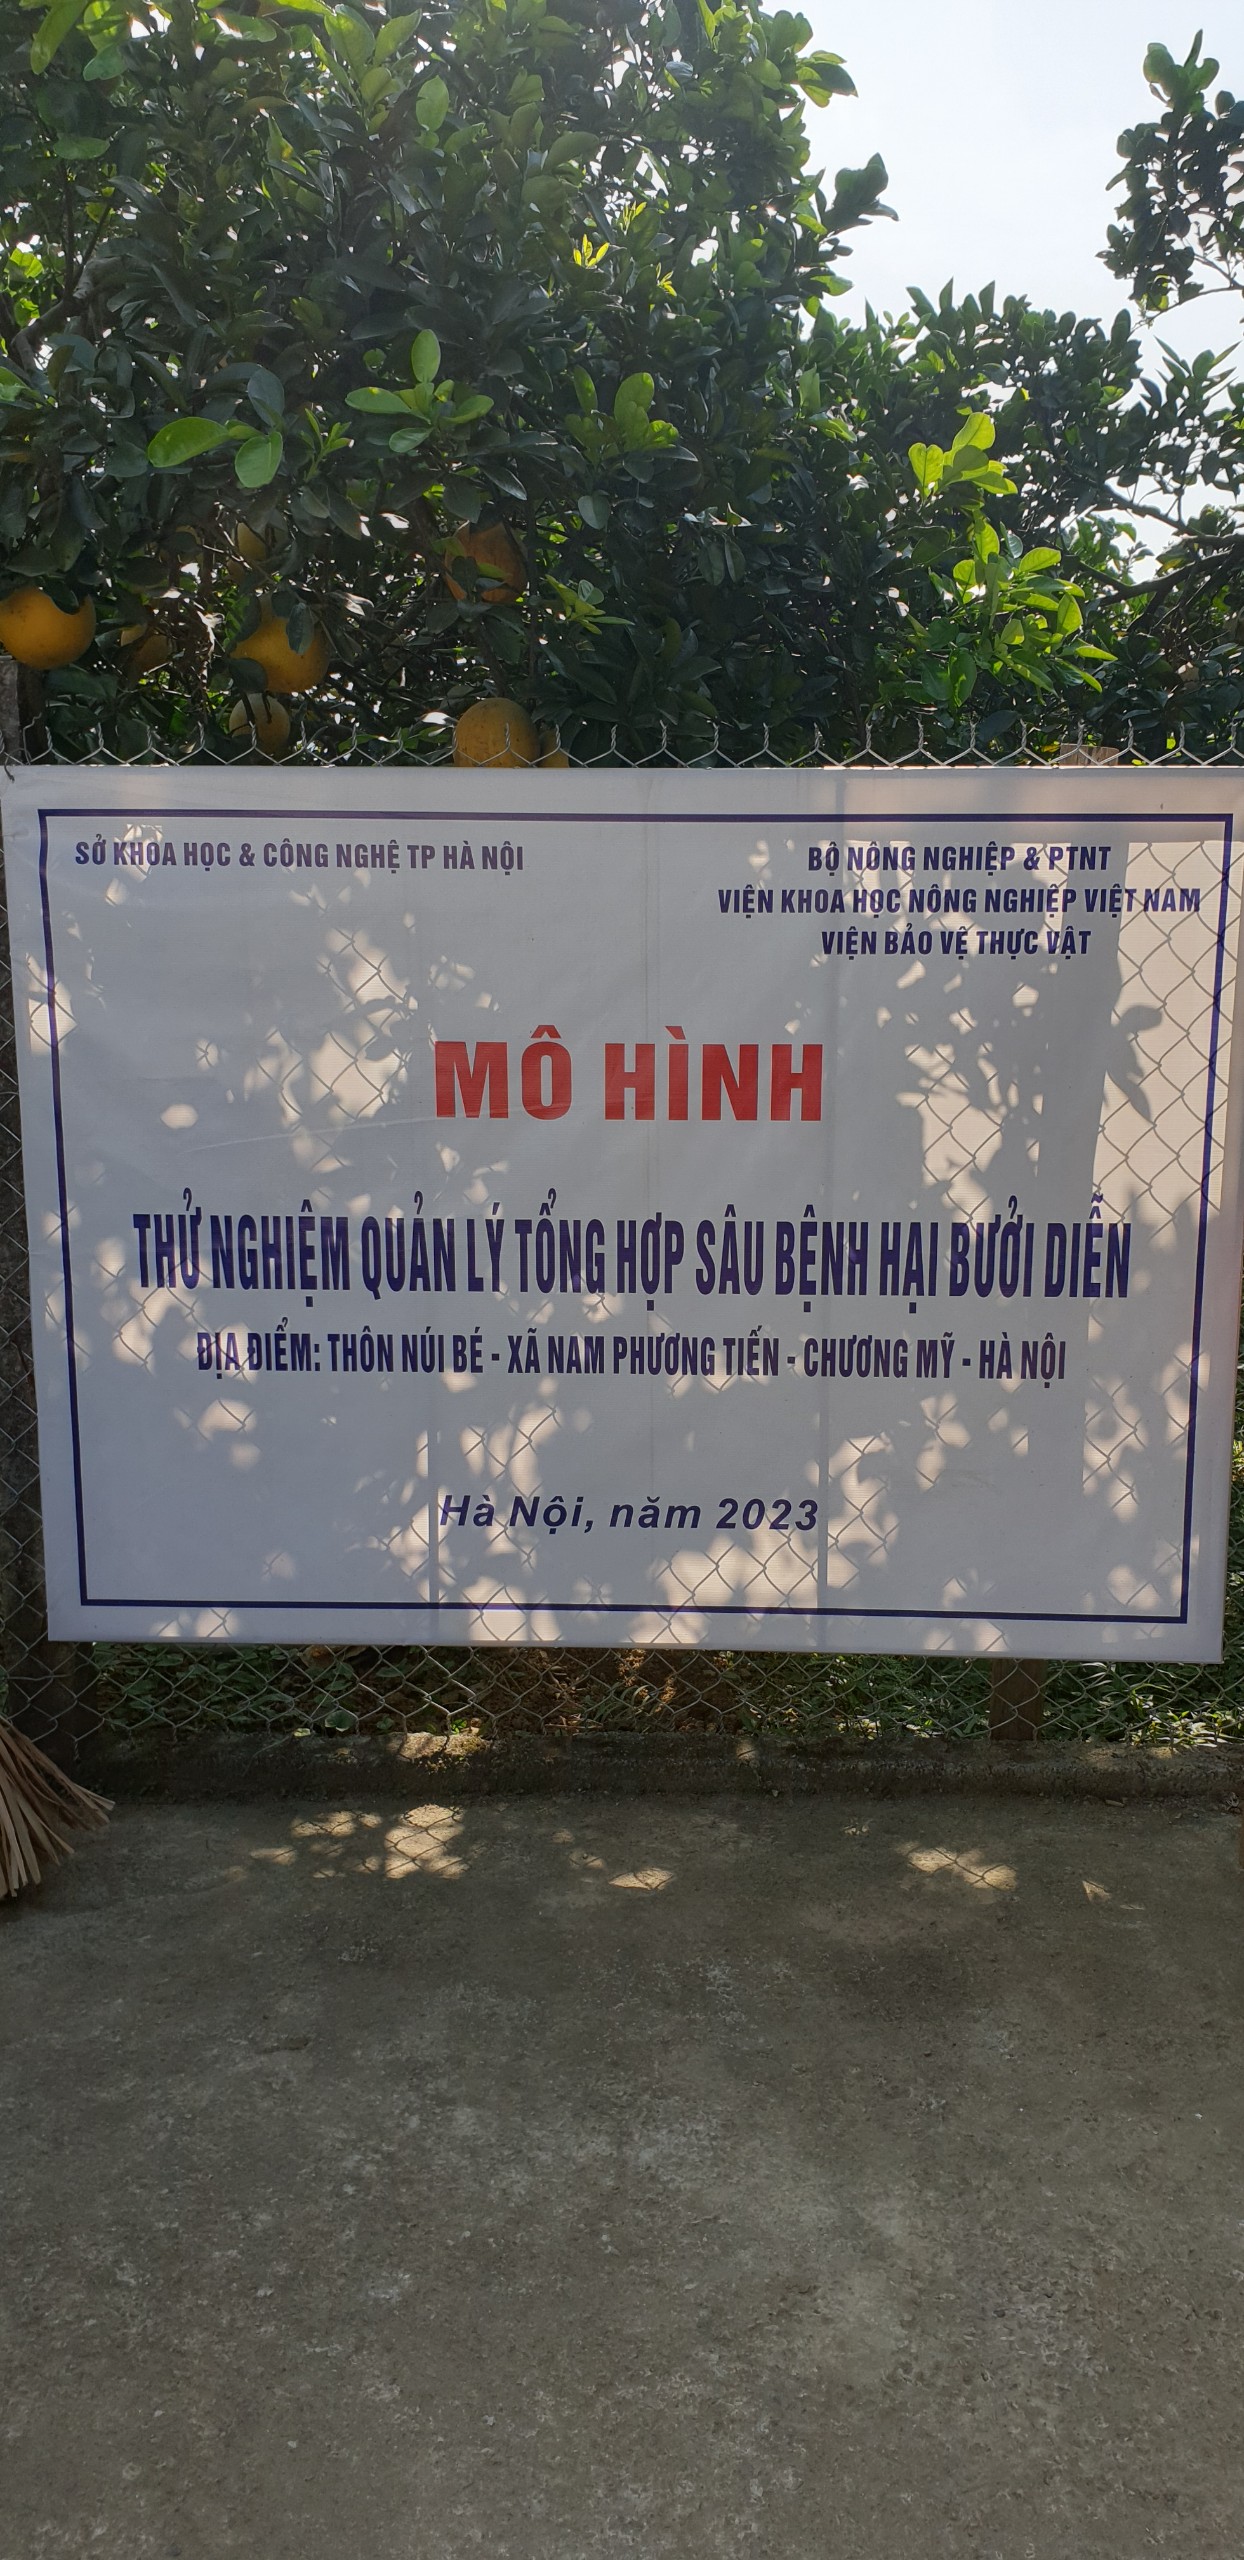 SỞ KHOA HỌC & CÔNG NGHỆ TP HÀ NỘI
BỘ NÔNG NGHIỆP & PTNT
VIỆN KHOA HỌC NÔNG NGHIỆP VIỆT NAM
VIỆN BẢO VỆ THỰC VẬT
MÔ HÌNH
THỬ NGHIỆM QUẢN LÝ TỔNG HỢP SÂU BỆNH HẠI BƯỞI DIỄN
ĐỊA ĐIỂM: THÔN NÚI BÉ - XÃ NAM PHƯƠNG TIẾN - CHƯƠNG MỸ - HÀ NỘI
Hà Nội, năm 2023